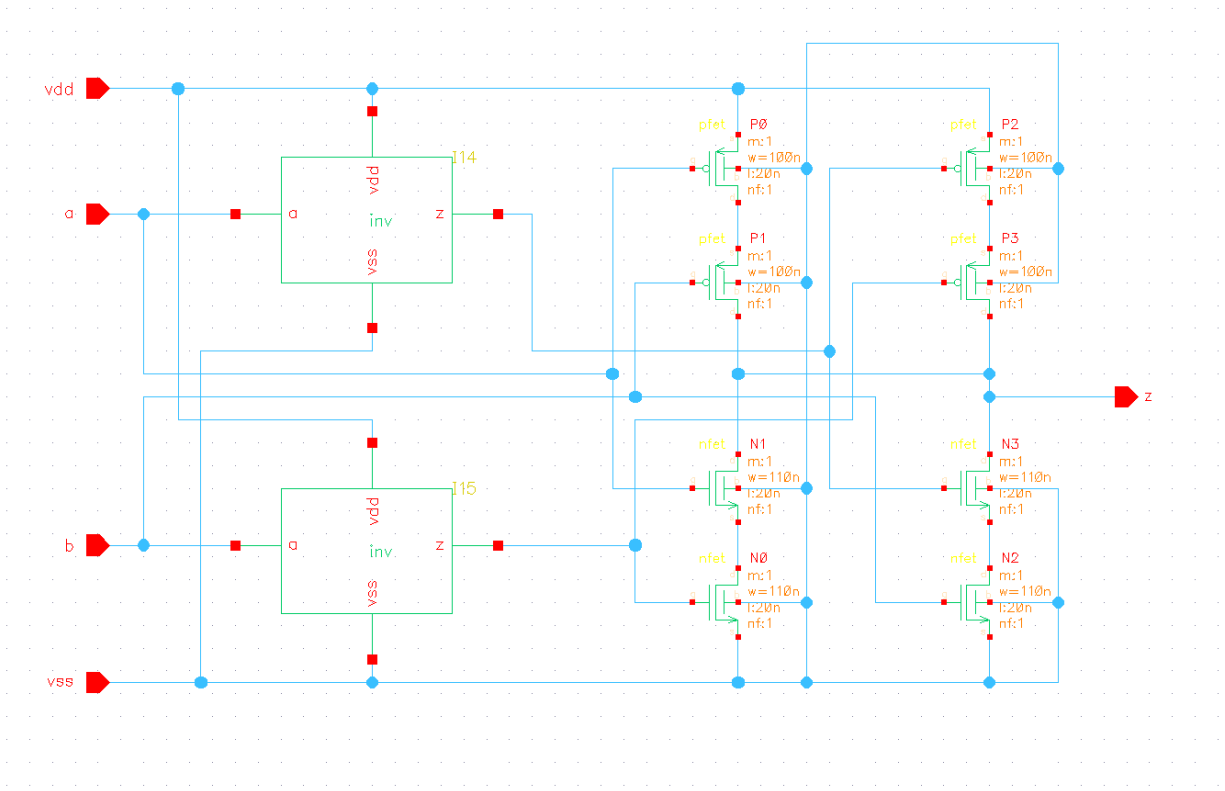 vdd
pfet P0
m:1
w=100n
l:20n
nf:1
pfet P2
m:1
w=100n
l:20n
nf:1
I14
vdd
a
a
inv
z
vss
pfet P1
m:1
w=100n
l:20n
nf:1
pfet P3
m:1
w=100n
l:20n
nf:1
z
nfet N1
m:1
w=110n
l:20n
nf:1
nfet N3
m:1
w=110n
l:20n
nf:1
I15
vdd
b
a
inv
z
vss
nfet N0
m:1
w=110n
l:20n
nf:1
nfet N2
m:1
w=110n
l:20n
nf:1
vss